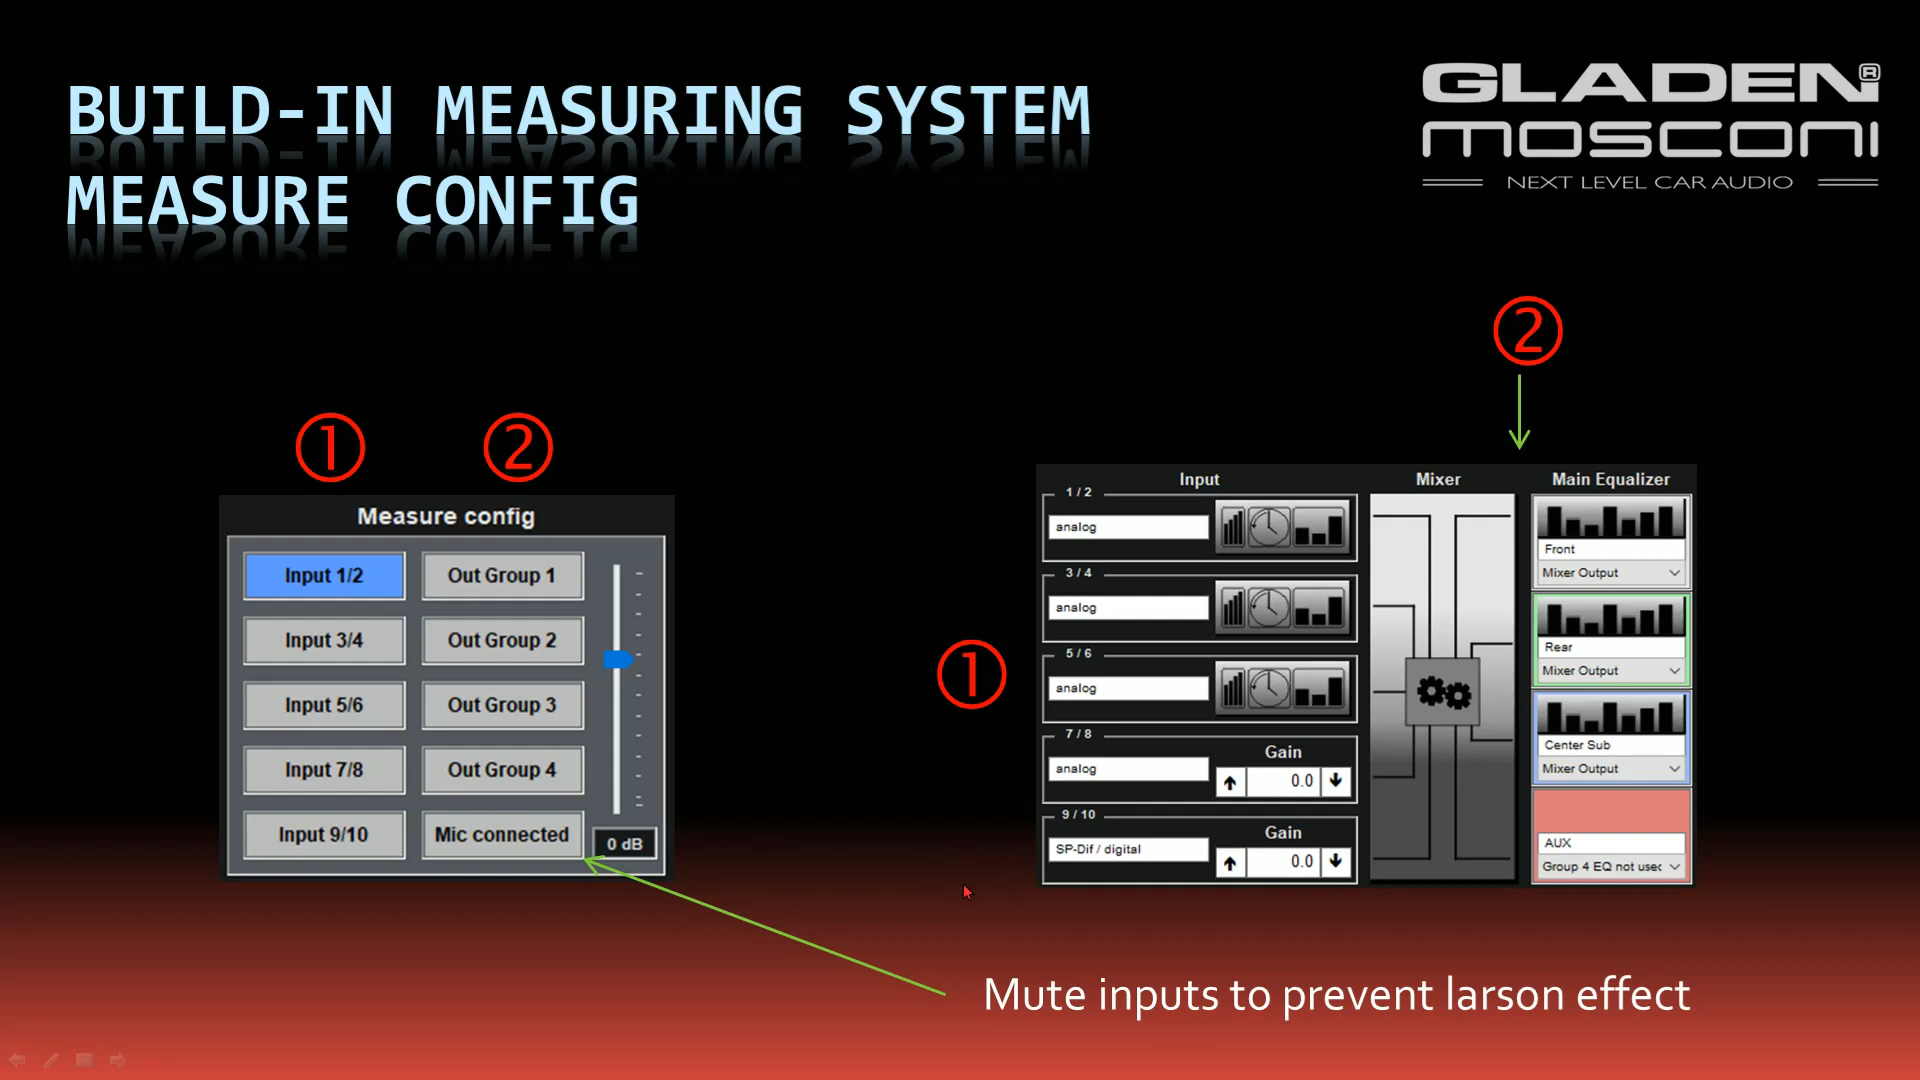 BUILD-IN MEASURING SYSTEM
MEASURE CONFIG
GLADEN®
MOSCONI
NEXT LEVEL CAR AUDIO
① ②
Measure config
Input 1/2 Out Group 1
Input 3/4 Out Group 2
Input 5/6 Out Group 3
Input 7/8 Out Group 4
Input 9/10 Mic connected 0 dB
②
①
Input Mixer Main Equalizer
1 / 2
analog
3 / 4
analog
5 / 6
analog
7 / 8
analog
Gain
0.0
9 / 10
SP-Dif / digital
Gain
0.0
Front
Mixer Output
Rear
Mixer Output
Center Sub
Mixer Output
AUX
Group 4 EQ not usec
Mute inputs to prevent larson effect